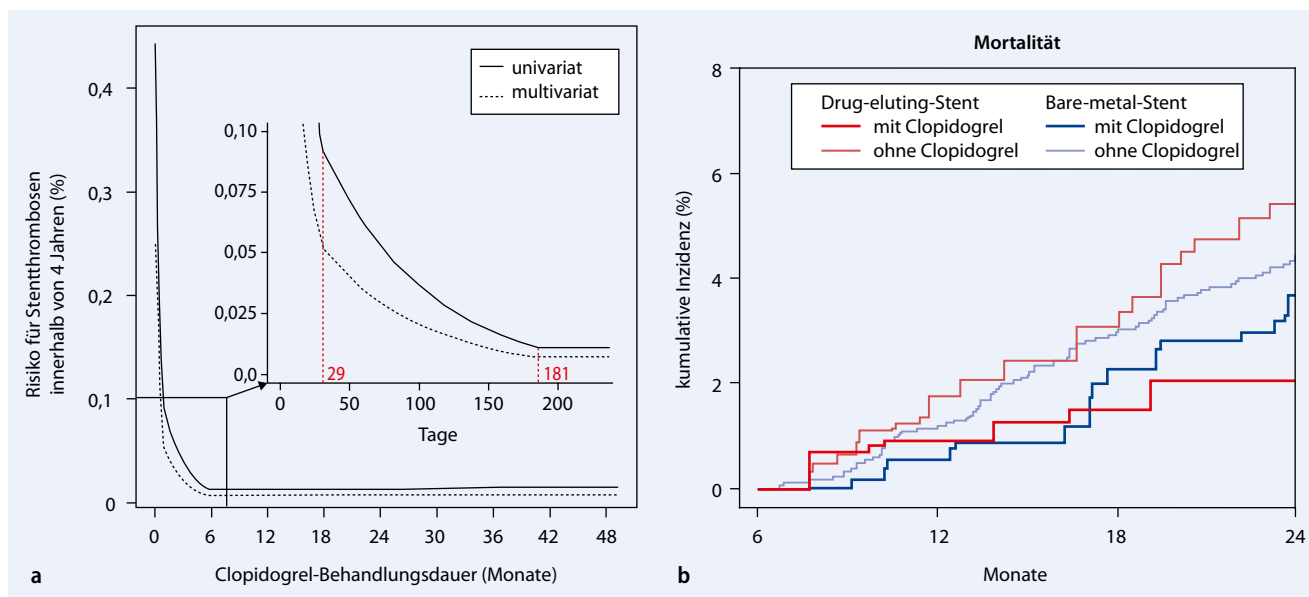 univariat
multivariat
Risiko für Stentthrombosen
innerhalb von 4 Jahren (%)
0,4
0,3
0,2
0,1
0
0,10
0,075
0,05
0,025
0,0
29
181
0 50 100 150 200
Tage
0 6 12 18 24 30 36 42 48
a
Clopidogrel-Behandlungsdauer (Monate)
Mortalität
Drug-eluting-Stent
mit Clopidogrel
ohne Clopidogrel
Bare-metal-Stent
mit Clopidogrel
ohne Clopidogrel
kumulative Inzidenz (%)
8
6
4
2
0
6 12 18 24
b
Monate